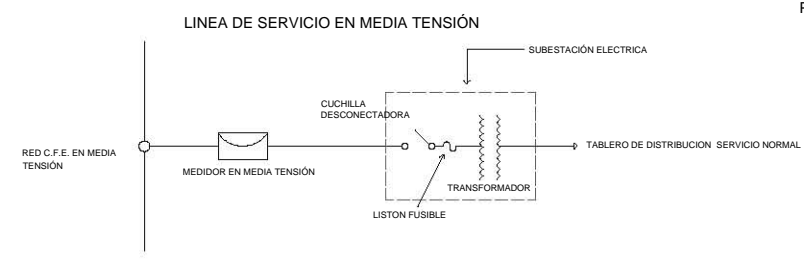 LINEA DE SERVICIO EN MEDIA TENSIÓN
SUBESTACIÓN ELECTRICA
CUCHILLA
DESCONECTADORA
RED C.F.E. EN MEDIA
TENSIÓN
MEDIDOR EN MEDIA TENSIÓN
TABLERO DE DISTRIBUCION SERVICIO NORMAL
TRANSFORMADOR
LISTON FUSIBLE